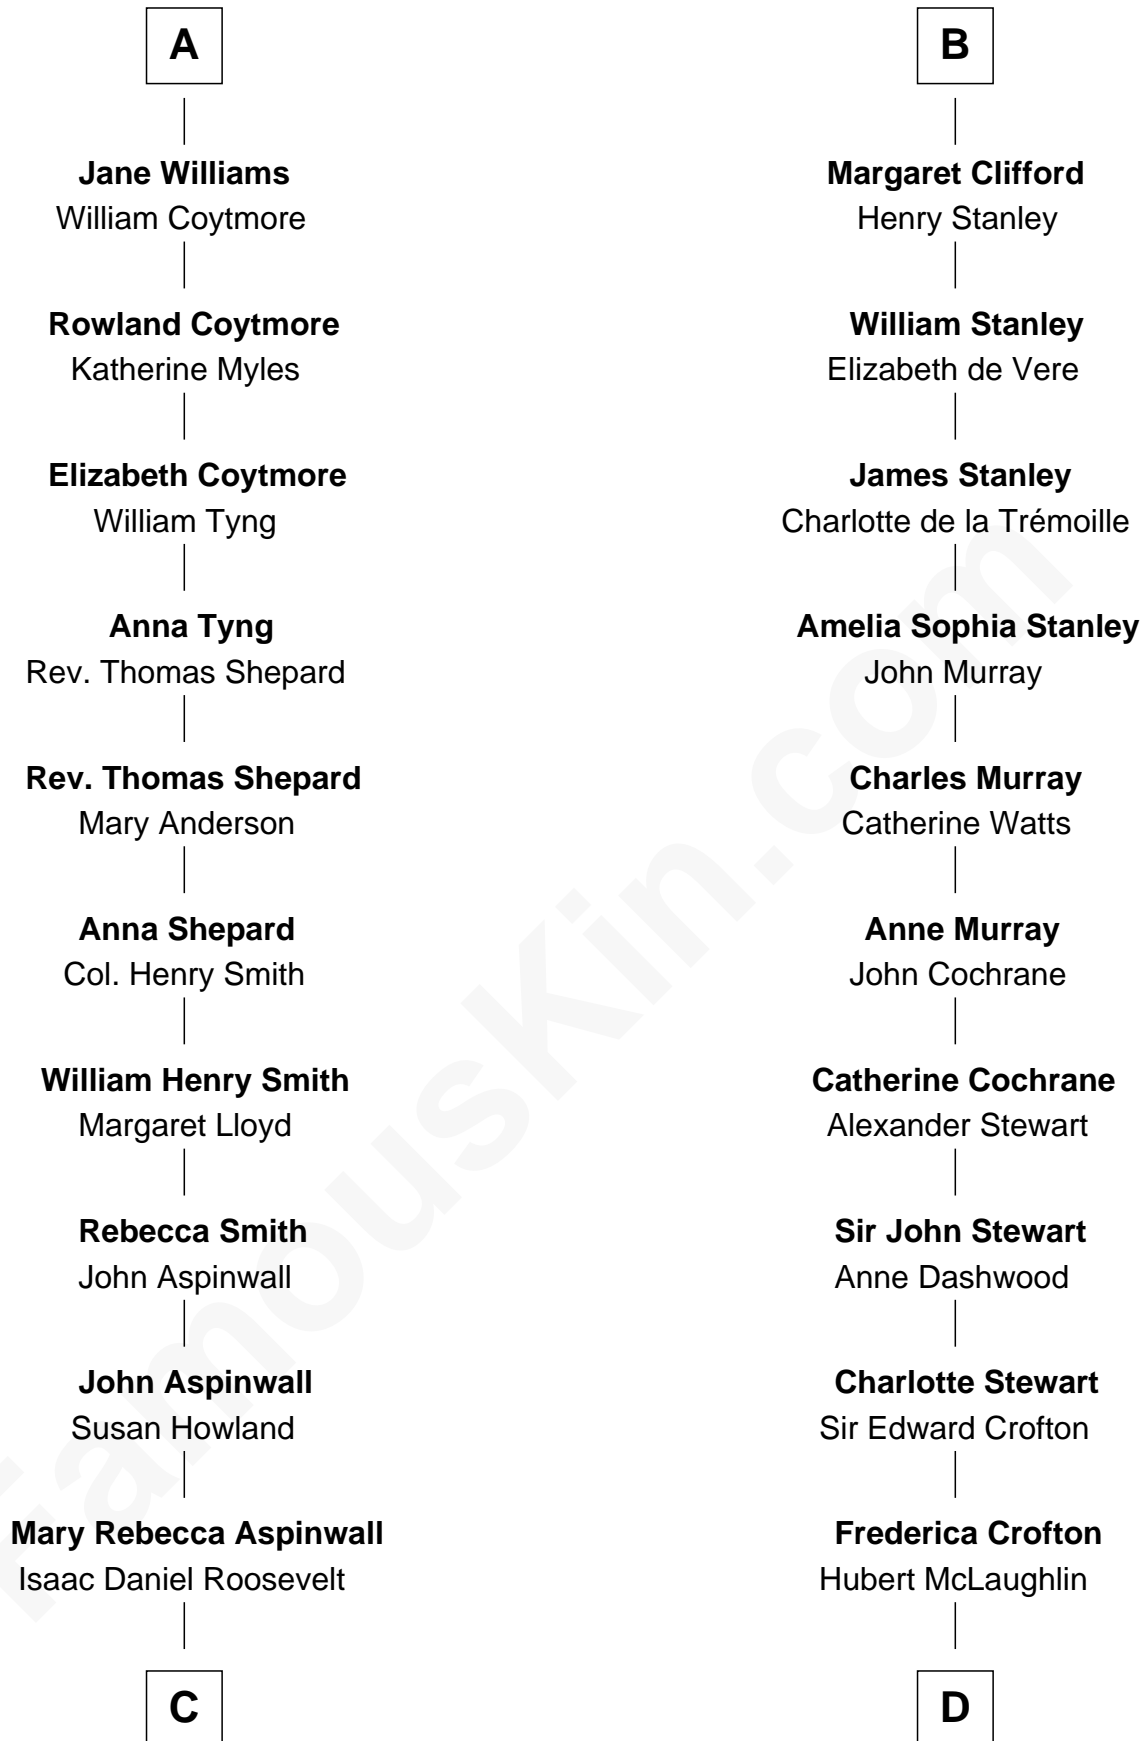 A
Jane Williams
William Coytmore
Rowland Coytmore
Katherine Myles
Elizabeth Coytmore
William Tyng
Anna Tyng
Rev. Thomas Shepard
Rev. Thomas Shepard
Mary Anderson
Anna Shepard
Col. Henry Smith
William Henry Smith
Margaret Lloyd
Rebecca Smith
John Aspinwall
John Aspinwall
Susan Howland
Mary Rebecca Aspinwall
Isaac Daniel Roosevelt
C
B
Margaret Clifford
Henry Stanley
William Stanley
Elizabeth de Vere
James Stanley
Charlotte de la Trémoille
Amelia Sophia Stanley
John Murray
Charles Murray
Catherine Watts
Anne Murray
John Cochrane
Catherine Cochrane
Alexander Stewart
Sir John Stewart
Anne Dashwood
Charlotte Stewart
Sir Edward Crofton
Frederica Crofton
Hubert McLaughlin
D
FamousKin.com